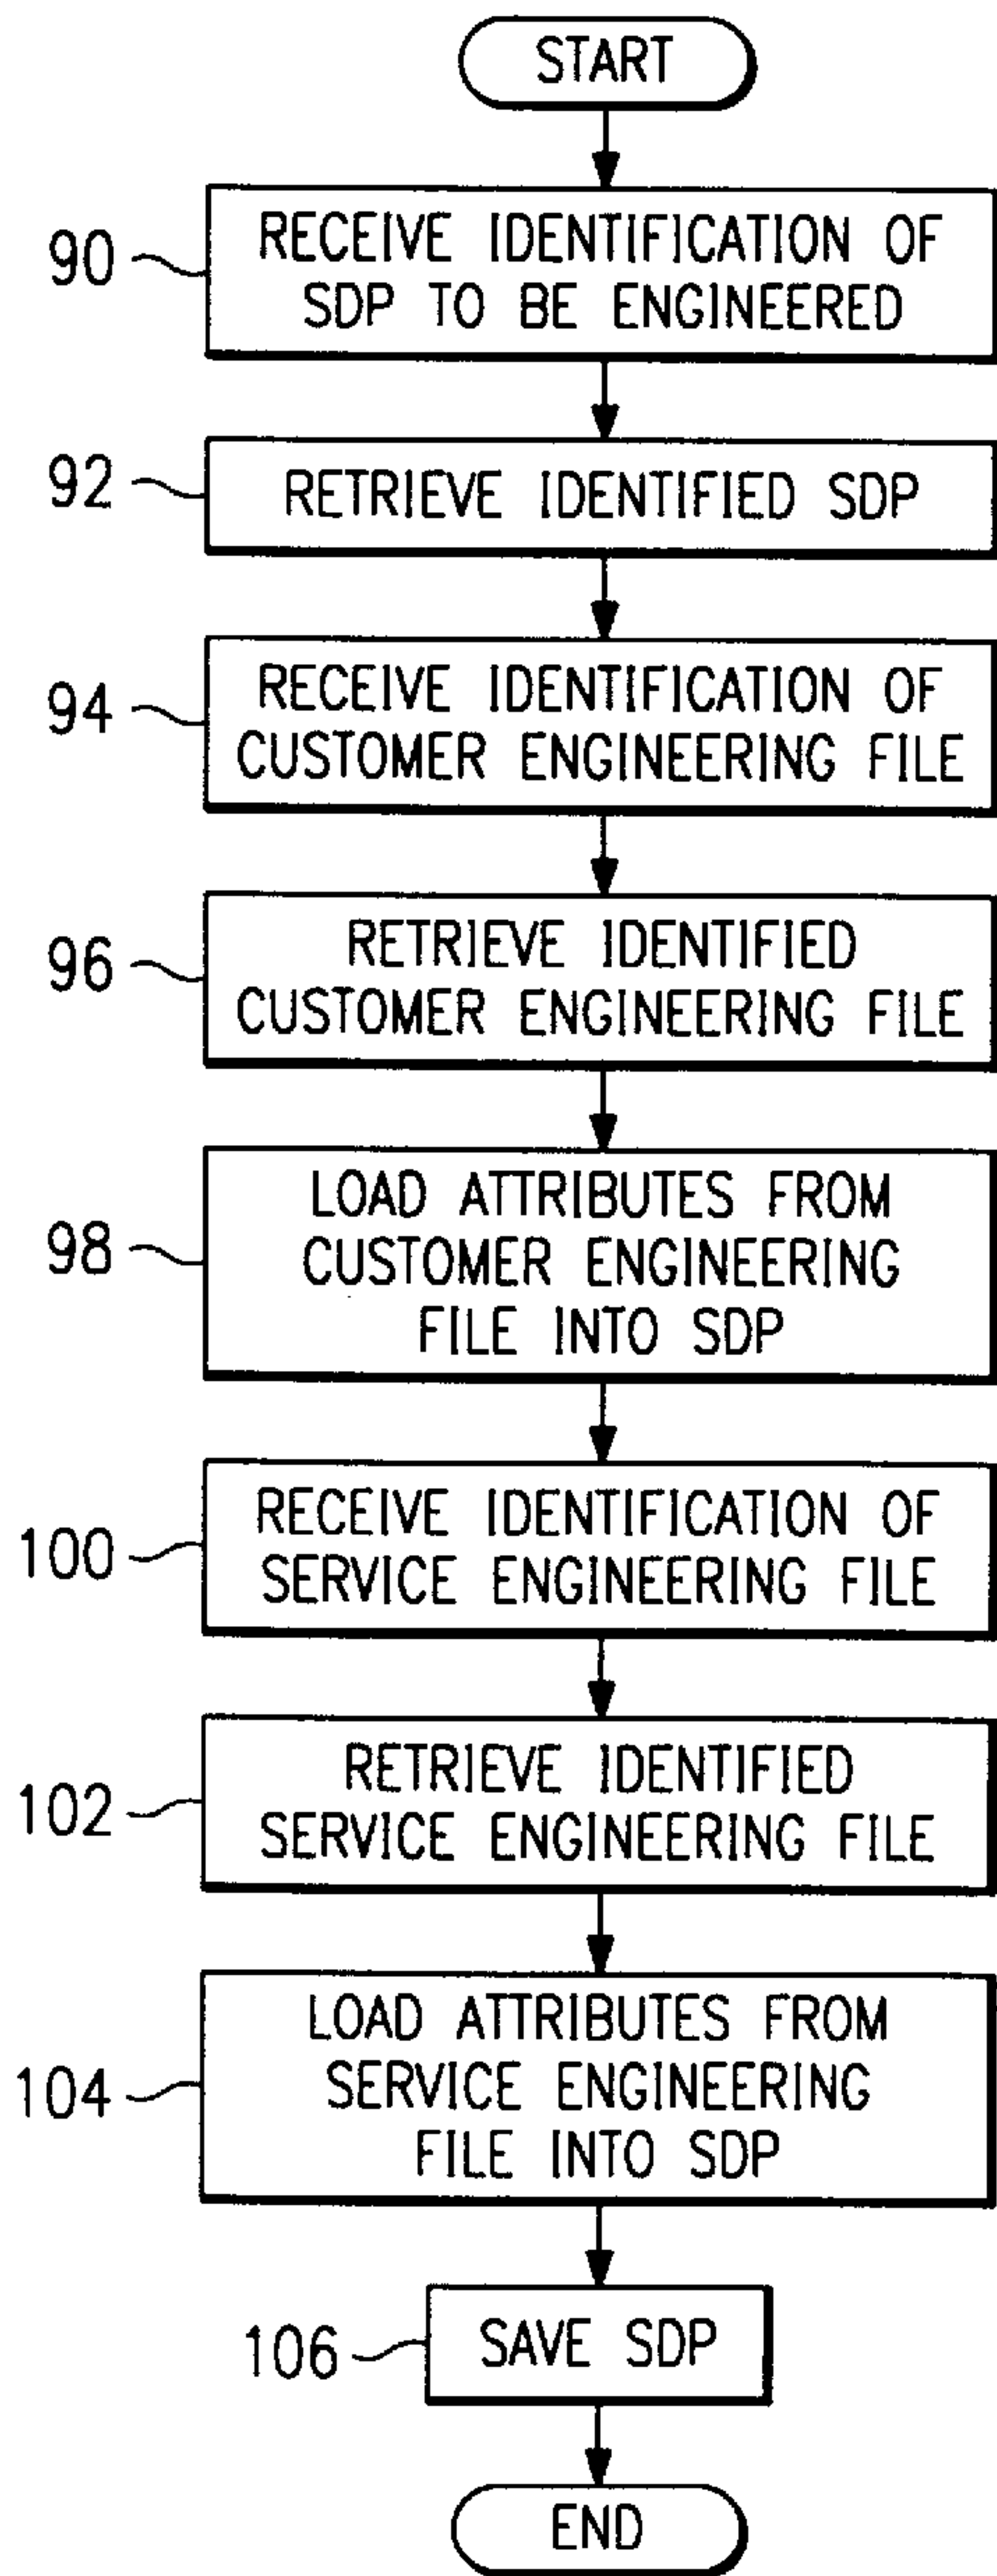 START
90
RECEIVE IDENTIFICATION OF
SDP TO BE ENGINEERED
92
RETRIEVE IDENTIFIED SDP
94
RECEIVE IDENTIFICATION OF
CUSTOMER ENGINEERING FILE
96
RETRIEVE IDENTIFIED
CUSTOMER ENGINEERING FILE
98
LOAD ATTRIBUTES FROM
CUSTOMER ENGINEERING
FILE INTO SDP
100
RECEIVE IDENTIFICATION OF
SERVICE ENGINEERING FILE
102
RETRIEVE IDENTIFIED
SERVICE ENGINEERING FILE
104
LOAD ATTRIBUTES FROM
SERVICE ENGINEERING
FILE INTO SDP
106
SAVE SDP
END